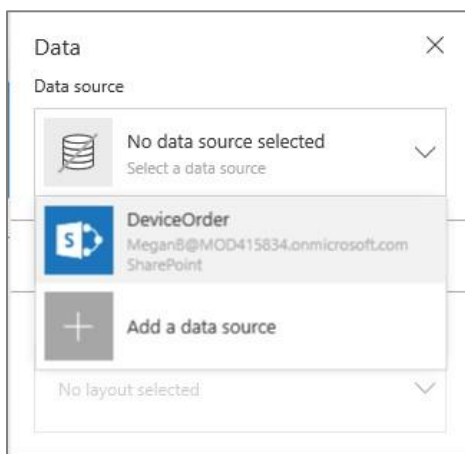 Data
Data source
No data source selected
Select a data source
DeviceOrder
MeganB@MOD415834.onmicrosoft.com
SharePoint
Add a data source
No layout selected